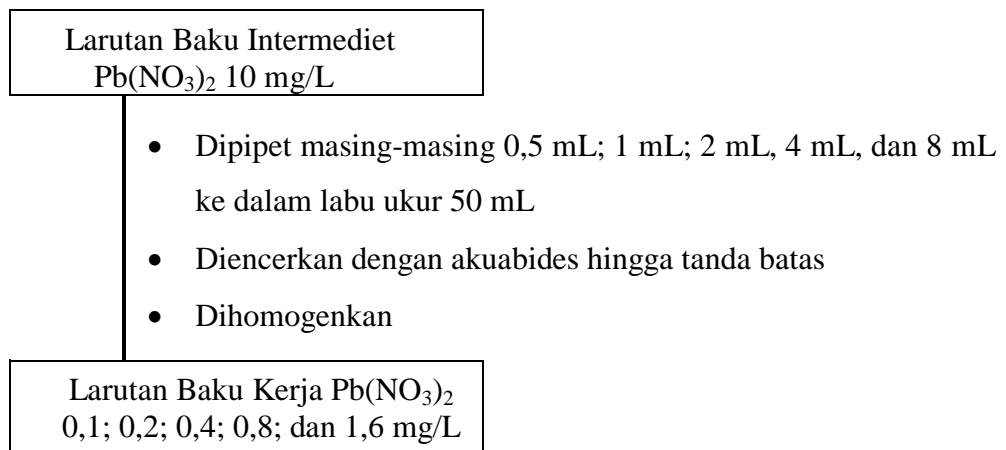 Larutan Baku Intermediet
Pb(NO₃)₂ 10 mg/L
• Dipipet masing-masing 0,5 mL; 1 mL; 2 mL, 4 mL, dan 8 mL
ke dalam labu ukur 50 mL
• Diencerkan dengan akuabides hingga tanda batas
• Dihomogenkan
Larutan Baku Kerja Pb(NO₃)₂
0,1; 0,2; 0,4; 0,8; dan 1,6 mg/L